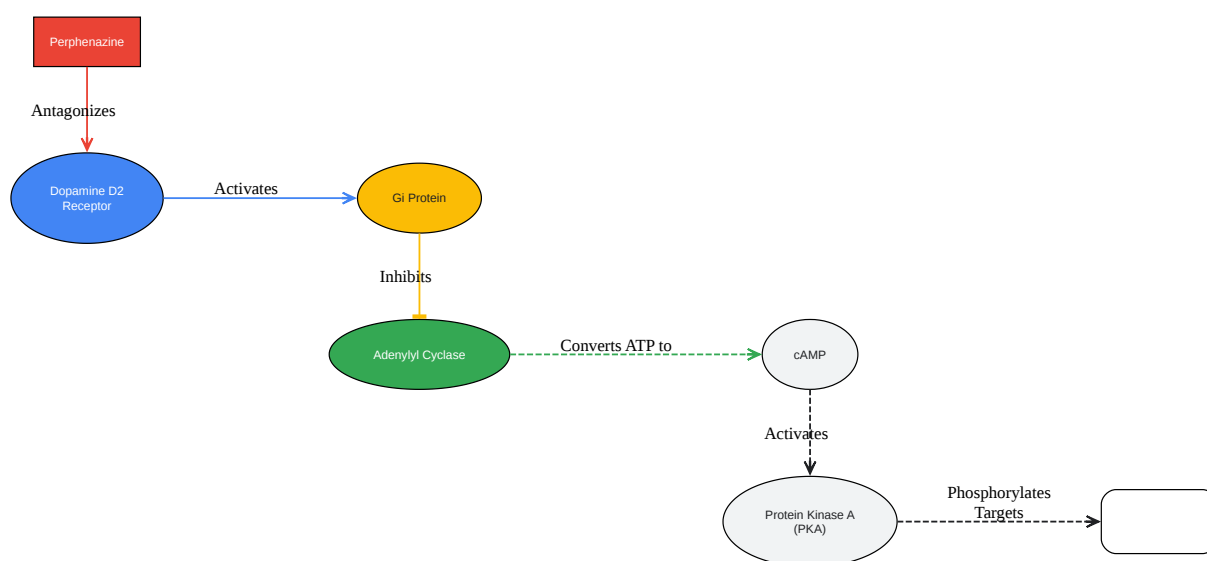 Perphenazine
Antagonizes
Dopamine D2
Receptor
Activates
Gi Protein
Inhibits
Adenylyl Cyclase
Converts ATP to
cAMP
Activates
Protein Kinase A
(PKA)
Phosphorylates
Targets